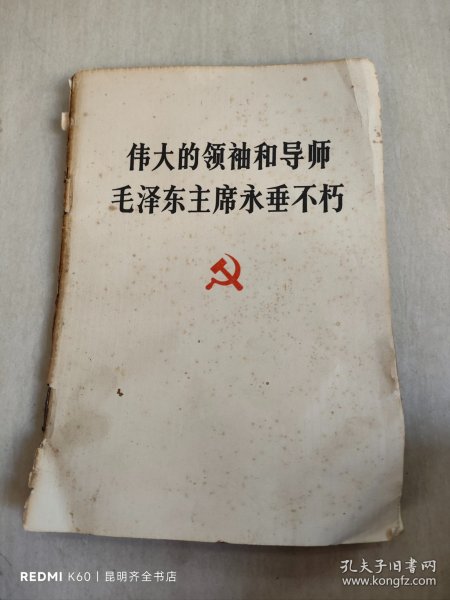 伟大的领袖和导师
毛泽东主席永垂不朽
REDMI K60 | 昆明齐全书店
孔夫子旧书网
www.kongfz.com